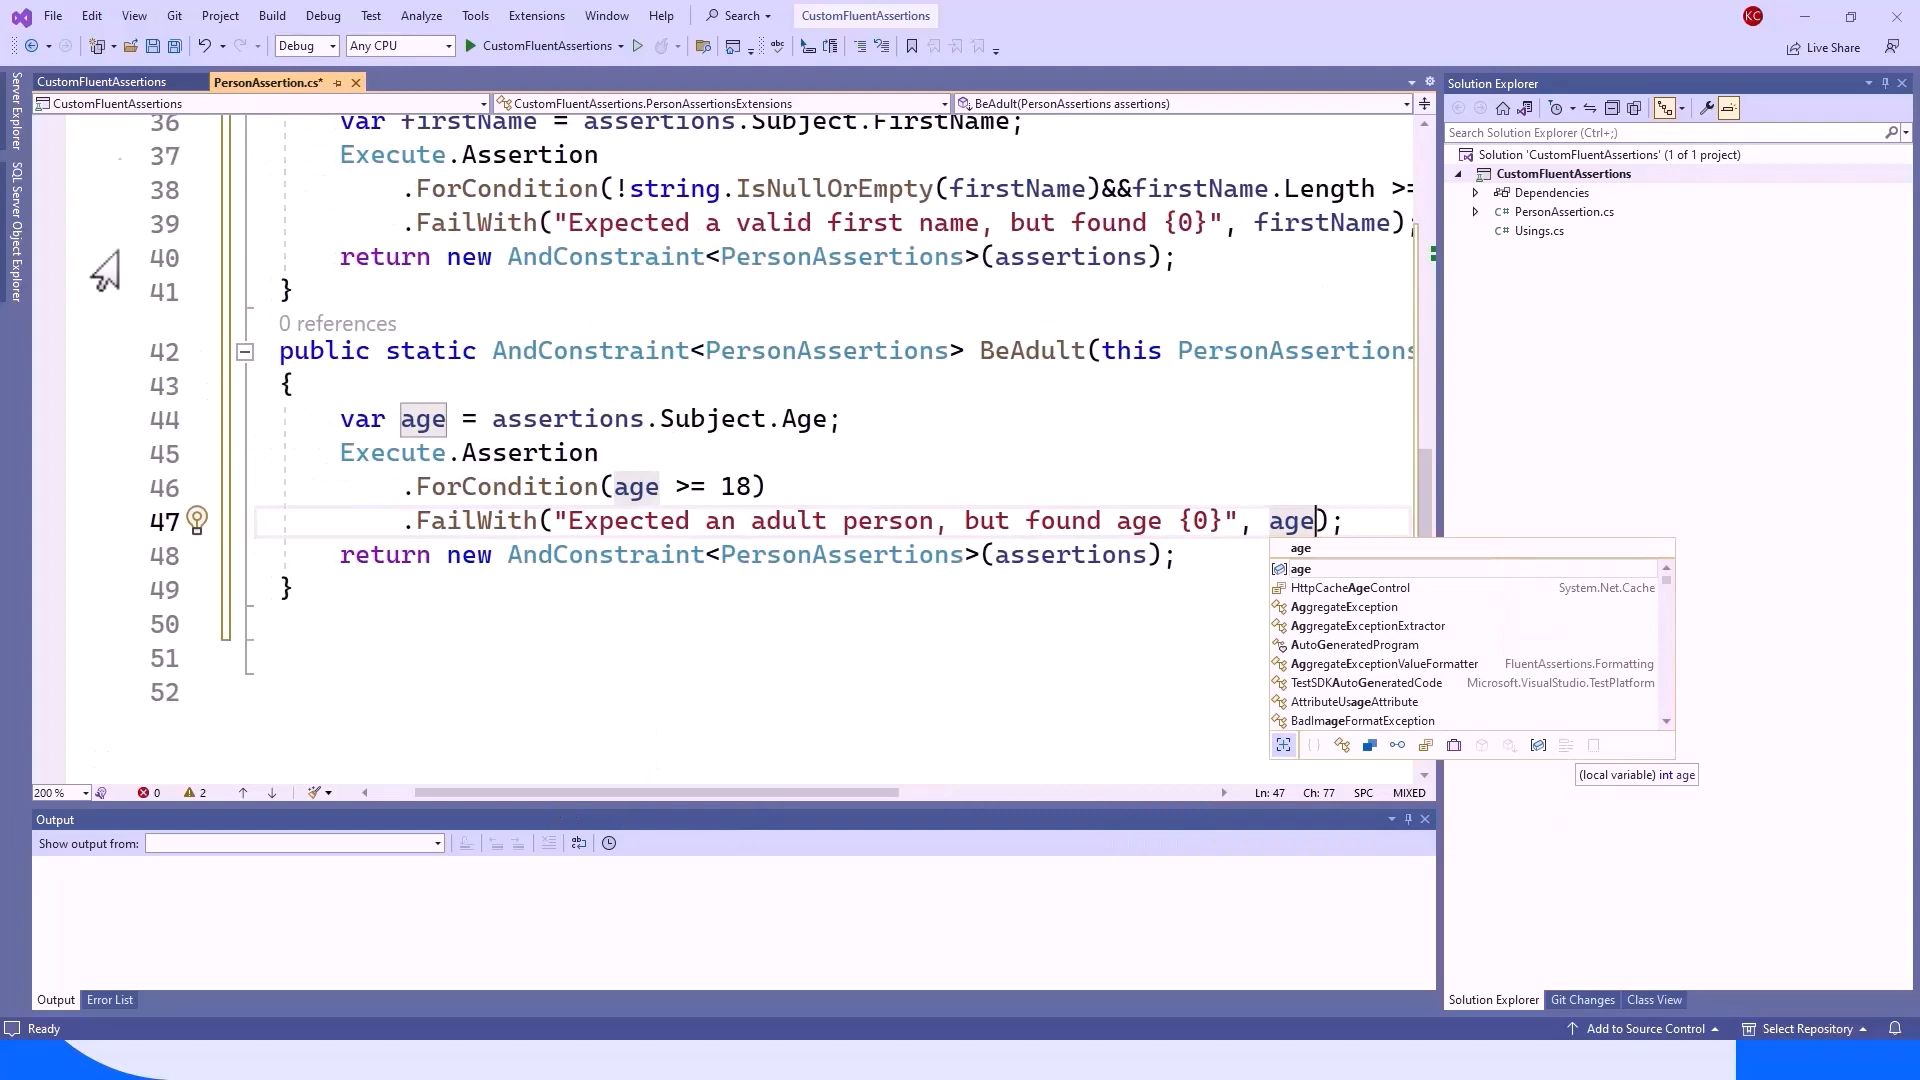 File Edit View Git Project Build Debug Test Analyze Tools Extensions Window Help Search CustomFluentAssertions KC
Debug Any CPU CustomFluentAssertions Live Share
Server Explorer
SQL Server Object Explorer
CustomFluentAssertions PersonAssertion.cs*
CustomFluentAssertions CustomFluentAssertions.PersonAssertionsExtensions BeAdult(PersonAssertions assertions)
36 var firstName = assertions.Subject.FirstName;
37 Execute.Assertion
38 .ForCondition(!string.IsNullOrEmpty(firstName)&&firstName.Length >=
39 .FailWith("Expected a valid first name, but found {0}", firstName);
40 return new AndConstraint<PersonAssertions>(assertions);
41 }
0 references
42 public static AndConstraint<PersonAssertions> BeAdult(this PersonAssertions
43 {
44 var age = assertions.Subject.Age;
45 Execute.Assertion
46 .ForCondition(age >= 18)
47 .FailWith("Expected an adult person, but found age {0}", age);
48 return new AndConstraint<PersonAssertions>(assertions);
49 }
50
51
52
age
age
HttpCacheAgeControl System.Net.Cache
AggregateException
AggregateExceptionExtractor
AutoGeneratedProgram
AggregateExceptionValueFormatter FluentAssertions.Formatting
TestSDKAutoGeneratedCode Microsoft.VisualStudio.TestPlatform
AttributeUsageAttribute
BadImageFormatException
(local variable) int age
200 % 0 2 Ln: 47 Ch: 77 SPC MIXED
Output
Show output from:
Output Error List
Solution Explorer
Search Solution Explorer (Ctrl+;)
Solution 'CustomFluentAssertions' (1 of 1 project)
CustomFluentAssertions
Dependencies
C# PersonAssertion.cs
C# Usings.cs
Solution Explorer Git Changes Class View
Ready Add to Source Control Select Repository